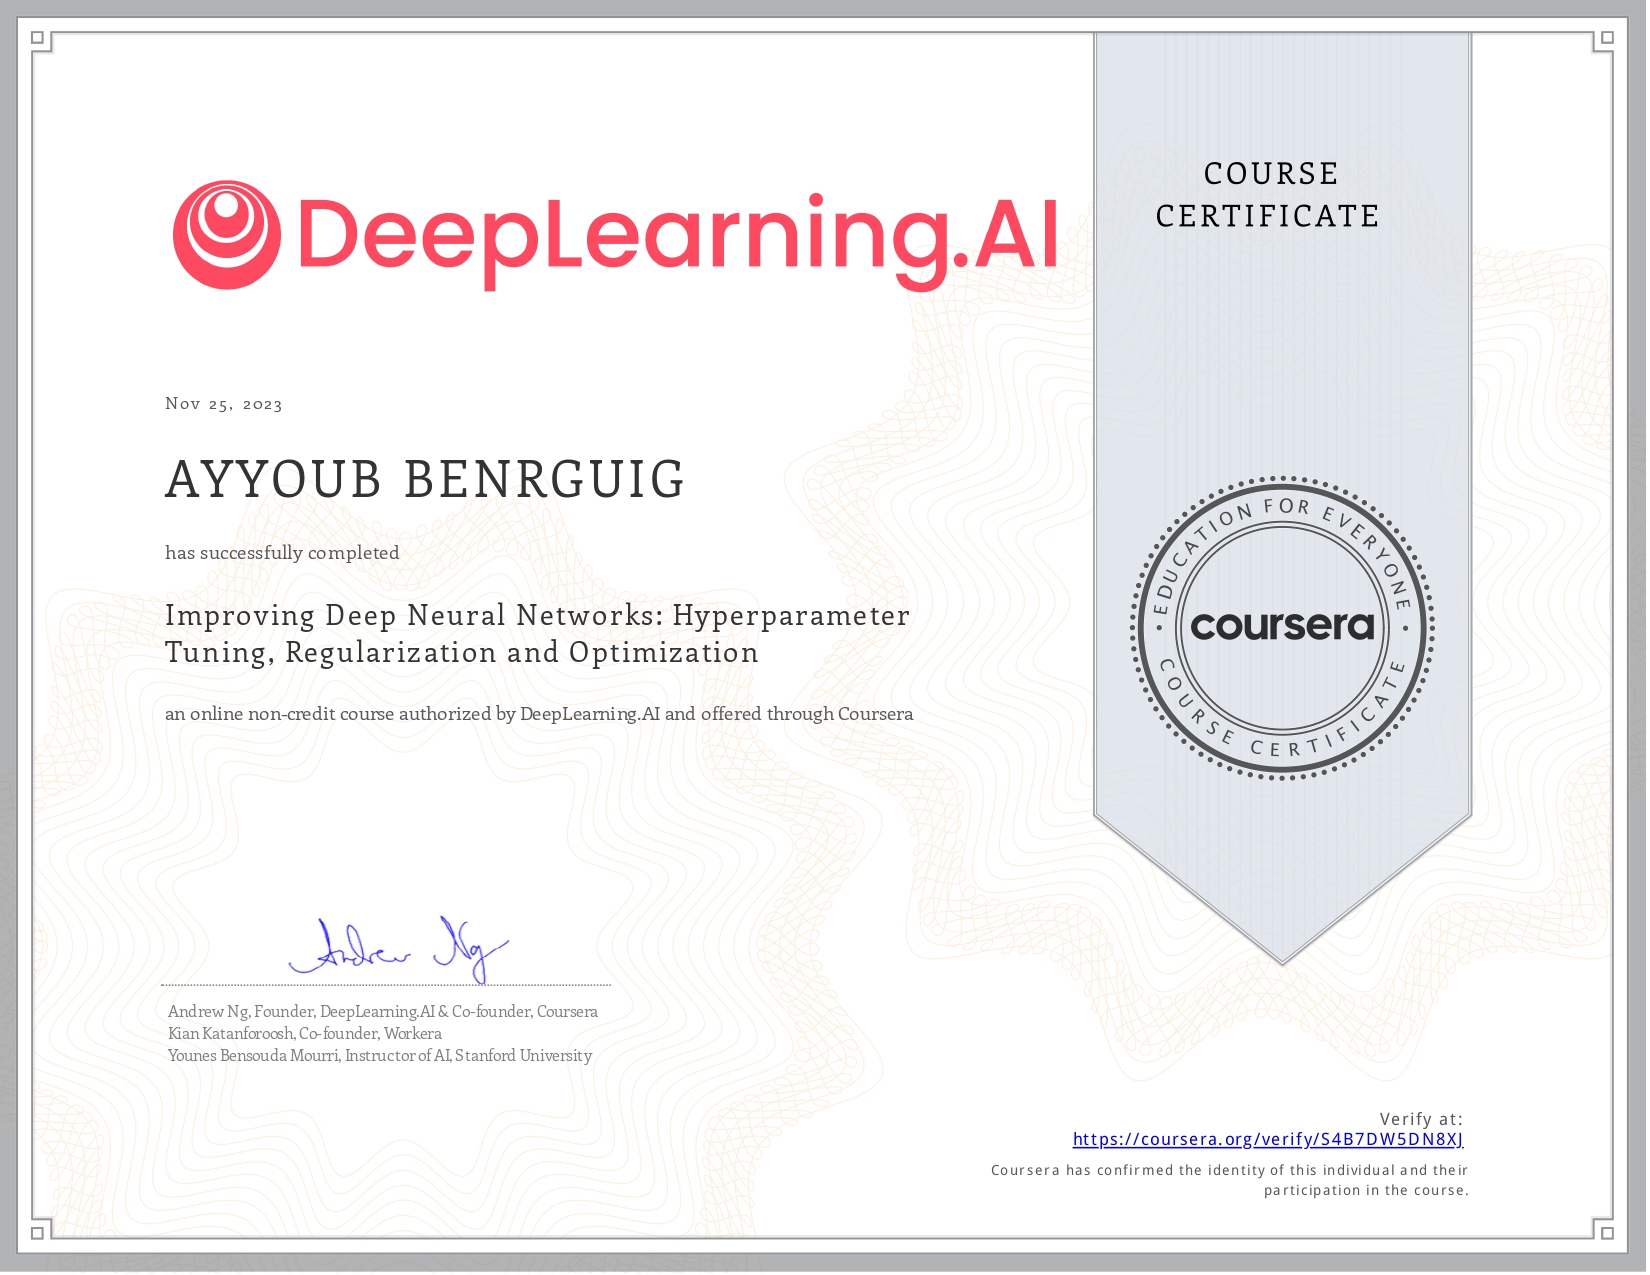 DeepLearning.AI
COURSE
CERTIFICATE
Nov 25, 2023
AYYOUB BENRGUIG
has successfully completed
Improving Deep Neural Networks: Hyperparameter
Tuning, Regularization and Optimization
an online non-credit course authorized by DeepLearning.AI and offered through Coursera
EDUCATION FOR EVERYONE
coursera
COURSE CERTIFICATE
Andrew Ng
Andrew Ng, Founder, DeepLearning.AI & Co-founder, Coursera
Kian Katanforoosh, Co-founder, Workera
Younes Bensouda Mourri, Instructor of AI, Stanford University
Verify at:
https://coursera.org/verify/S4B7DW5DN8XJ
Coursera has confirmed the identity of this individual and their
participation in the course.